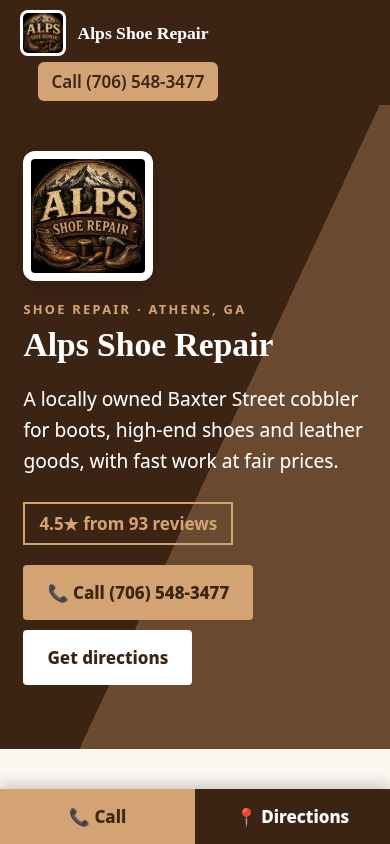 ALPS
SHOE REPAIR
Alps Shoe Repair
Call (706) 548-3477
ALPS
SHOE REPAIR
SHOE REPAIR · ATHENS, GA
Alps Shoe Repair
A locally owned Baxter Street cobbler
for boots, high-end shoes and leather
goods, with fast work at fair prices.
4.5★ from 93 reviews
📞 Call (706) 548-3477
Get directions
📞 Call
📍 Directions